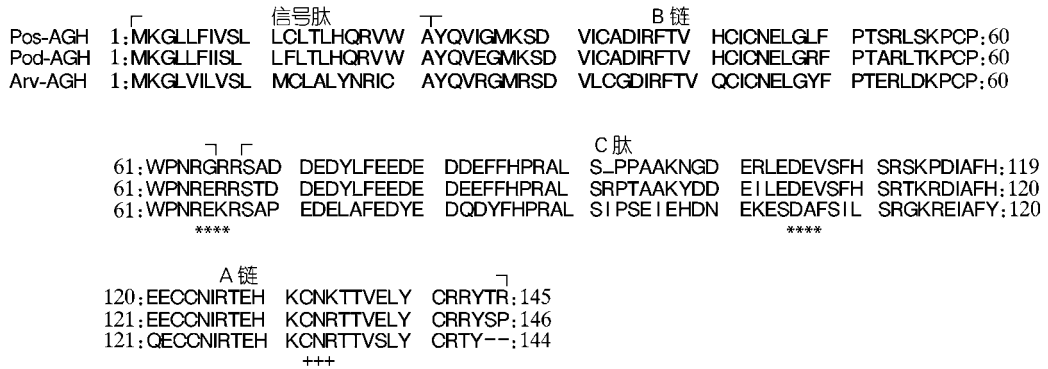 信号肽 B 链
Pos-AGH 1:MKGLLFIVSL LCLTLHQRVW AYQVIGMKSD VICADIRFTV HCICNELGLF PTSRLSKPCP:60
Pod-AGH 1:MKGLLFIISL LFLTLHQRVW AYQVEGMKSD VICADIRFTV HCICNELGRF PTARLTKPCP:60
Arv-AGH 1:MKGLVILVSL MCLALYNRIC AYQVRGMRSD VLCGDIRFTV QCICNELGYF PTERLDKPCP:60
C 肽
61:WPNRGRRSAD DEDYLFEEDE DDEFFHPRAL S_PPAAKNGD ERLEDEVSFH SRSKPDIAFH:119
61:WPNRERRSTD DEDYLFEEDE DEEFFHPRAL SRPTAAKYDD EILEDEVSFH SRTKRDIAFH:120
61:WPNREKRSAP EDELAFEDYE DQDYFHPRAL SIPSEIEHDN EKESDAFSIL SRGKREIAFY:120
**** ****
A 链
120:EECCNIRTEH KCNKTTVELY CRRYTR:145
121:EECCNIRTEH KCNRTTVELY CRRYSP:146
121:QECCNIRTEH KCNRTTVSLY CRTY--:144
+++